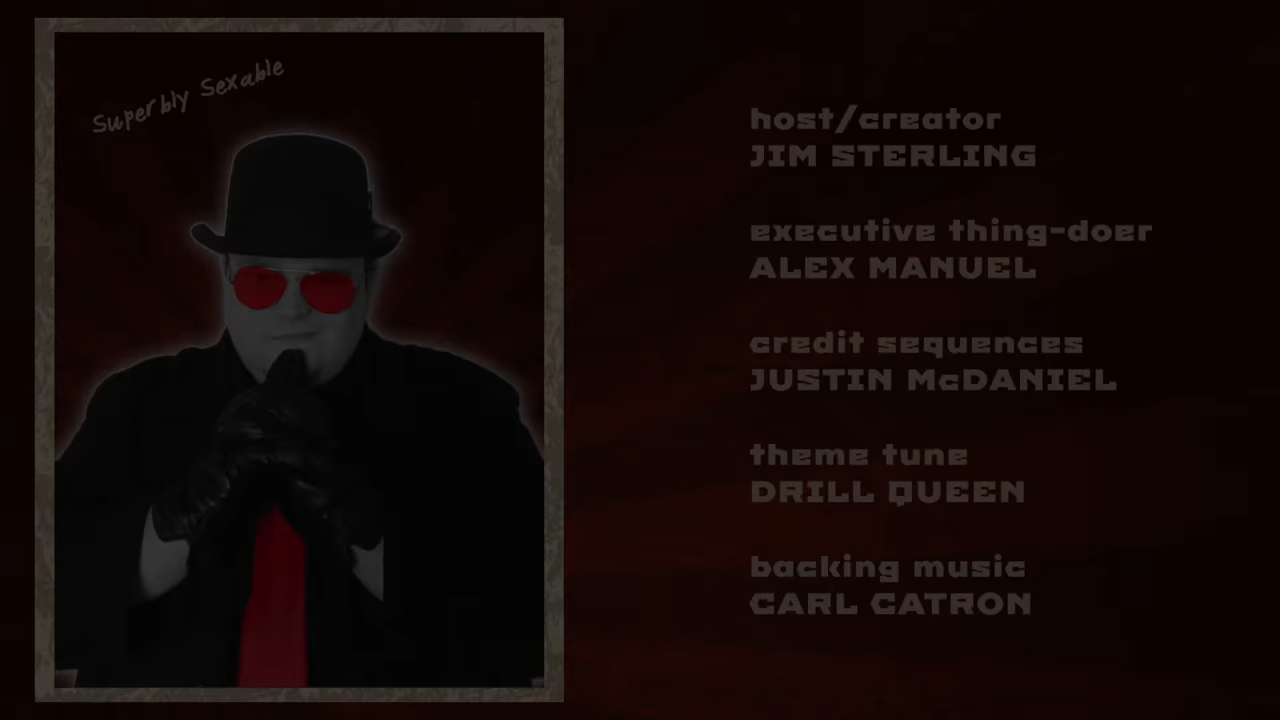 Superbly Sexable
host/creator
JIM STERLING
executive thing-doer
ALEX MANUEL
credit sequences
JUSTIN McDANIEL
theme tune
DRILL QUEEN
backing music
CARL CATRON